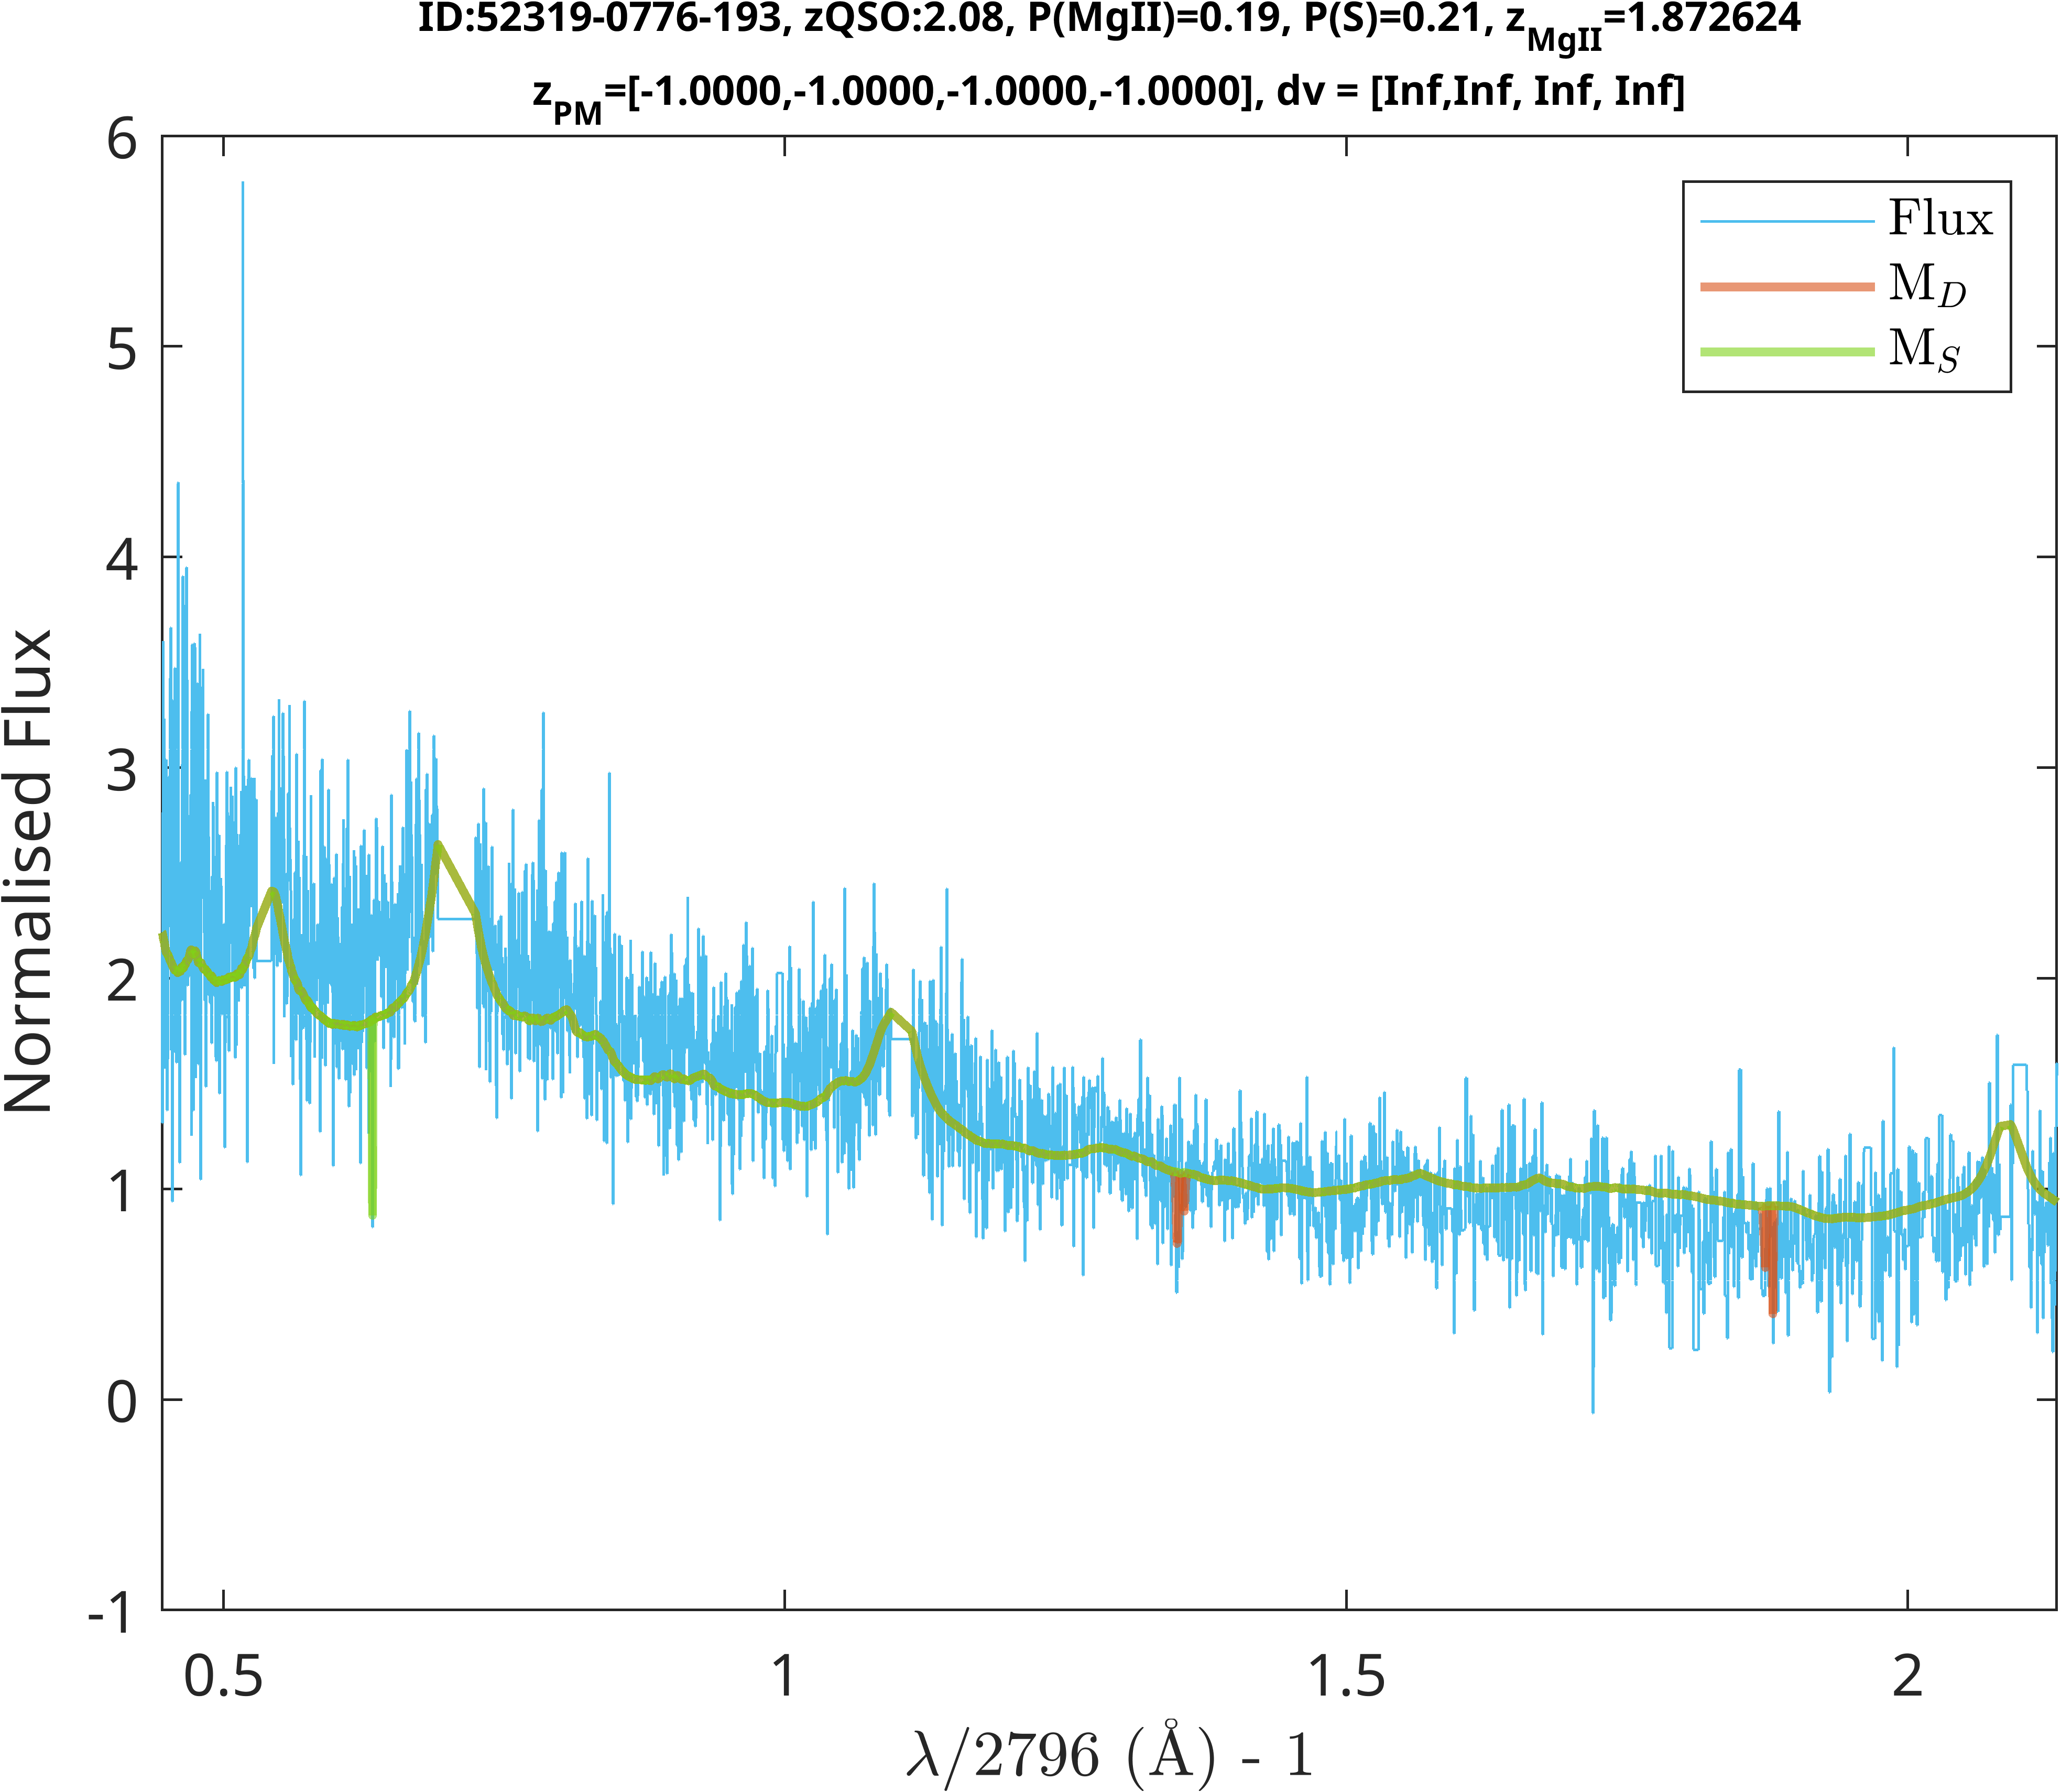 ID:52319-0776-193, zQSO:2.08, P(MgII)=0.19, P(S)=0.21, zMgII=1.872624
zPM=[-1.0000,-1.0000,-1.0000,-1.0000], dv = [Inf,Inf, Inf, Inf]
6
5
4
3
2
1
0
-1
Normalised Flux
Flux
MD
MS
0.5
1
1.5
2
λ/2796 (Å) - 1